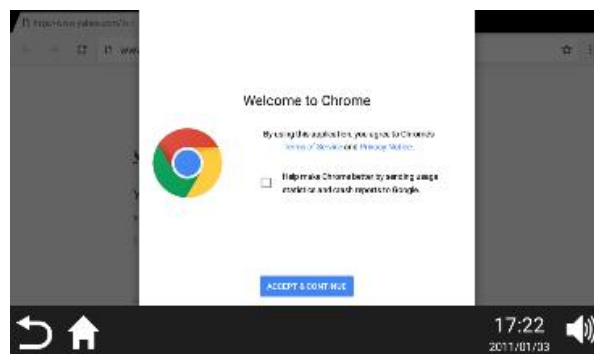 www
Welcome to Chrome
By using this application, you agree to Chrome's
Terms of Service and Privacy Notice.
Help make Chrome better by sending usage
statistics and crash reports to Google.
ACCEPT & CONTINUE
17:22
2011/01/03